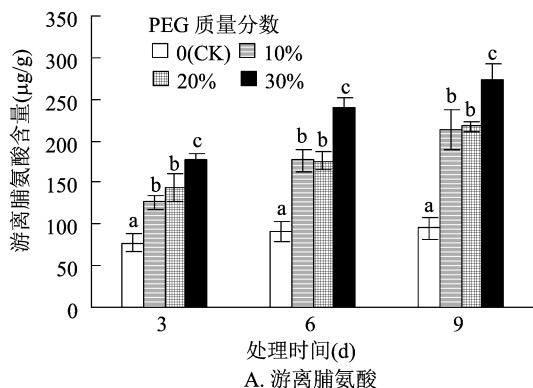 PEG 质量分数
0(CK) 10%
20% 30%
游离脯氨酸含量(μg/g)
350
300
250
200
150
100
50
0
a b b c
a b b c
a b b c
3 6 9
处理时间(d)
A. 游离脯氨酸